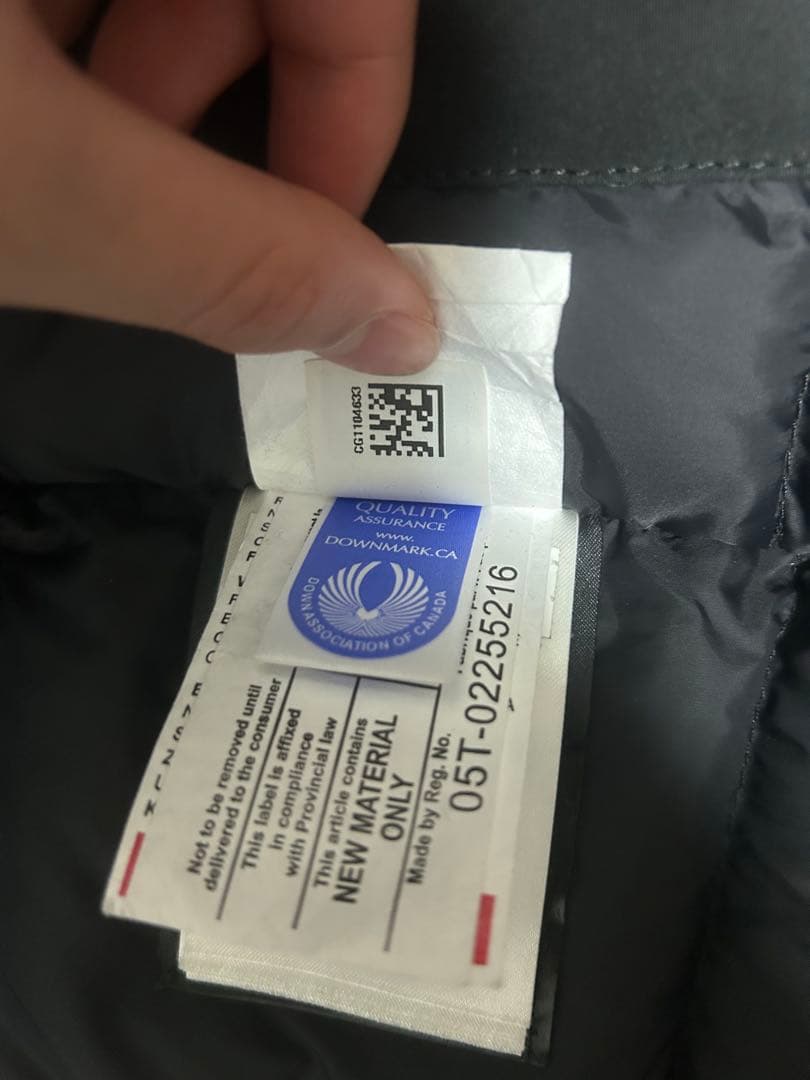 CG1104633
QUALITY
ASSURANCE
www.
DOWNMARK.CA
DOWN ASSOCIATION OF CANADA
Not to be removed until
delivered to the consumer
This label is affixed
in compliance
with Provincial law
This article contains
NEW MATERIAL
ONLY
Made by Reg. No.
05T-02255216